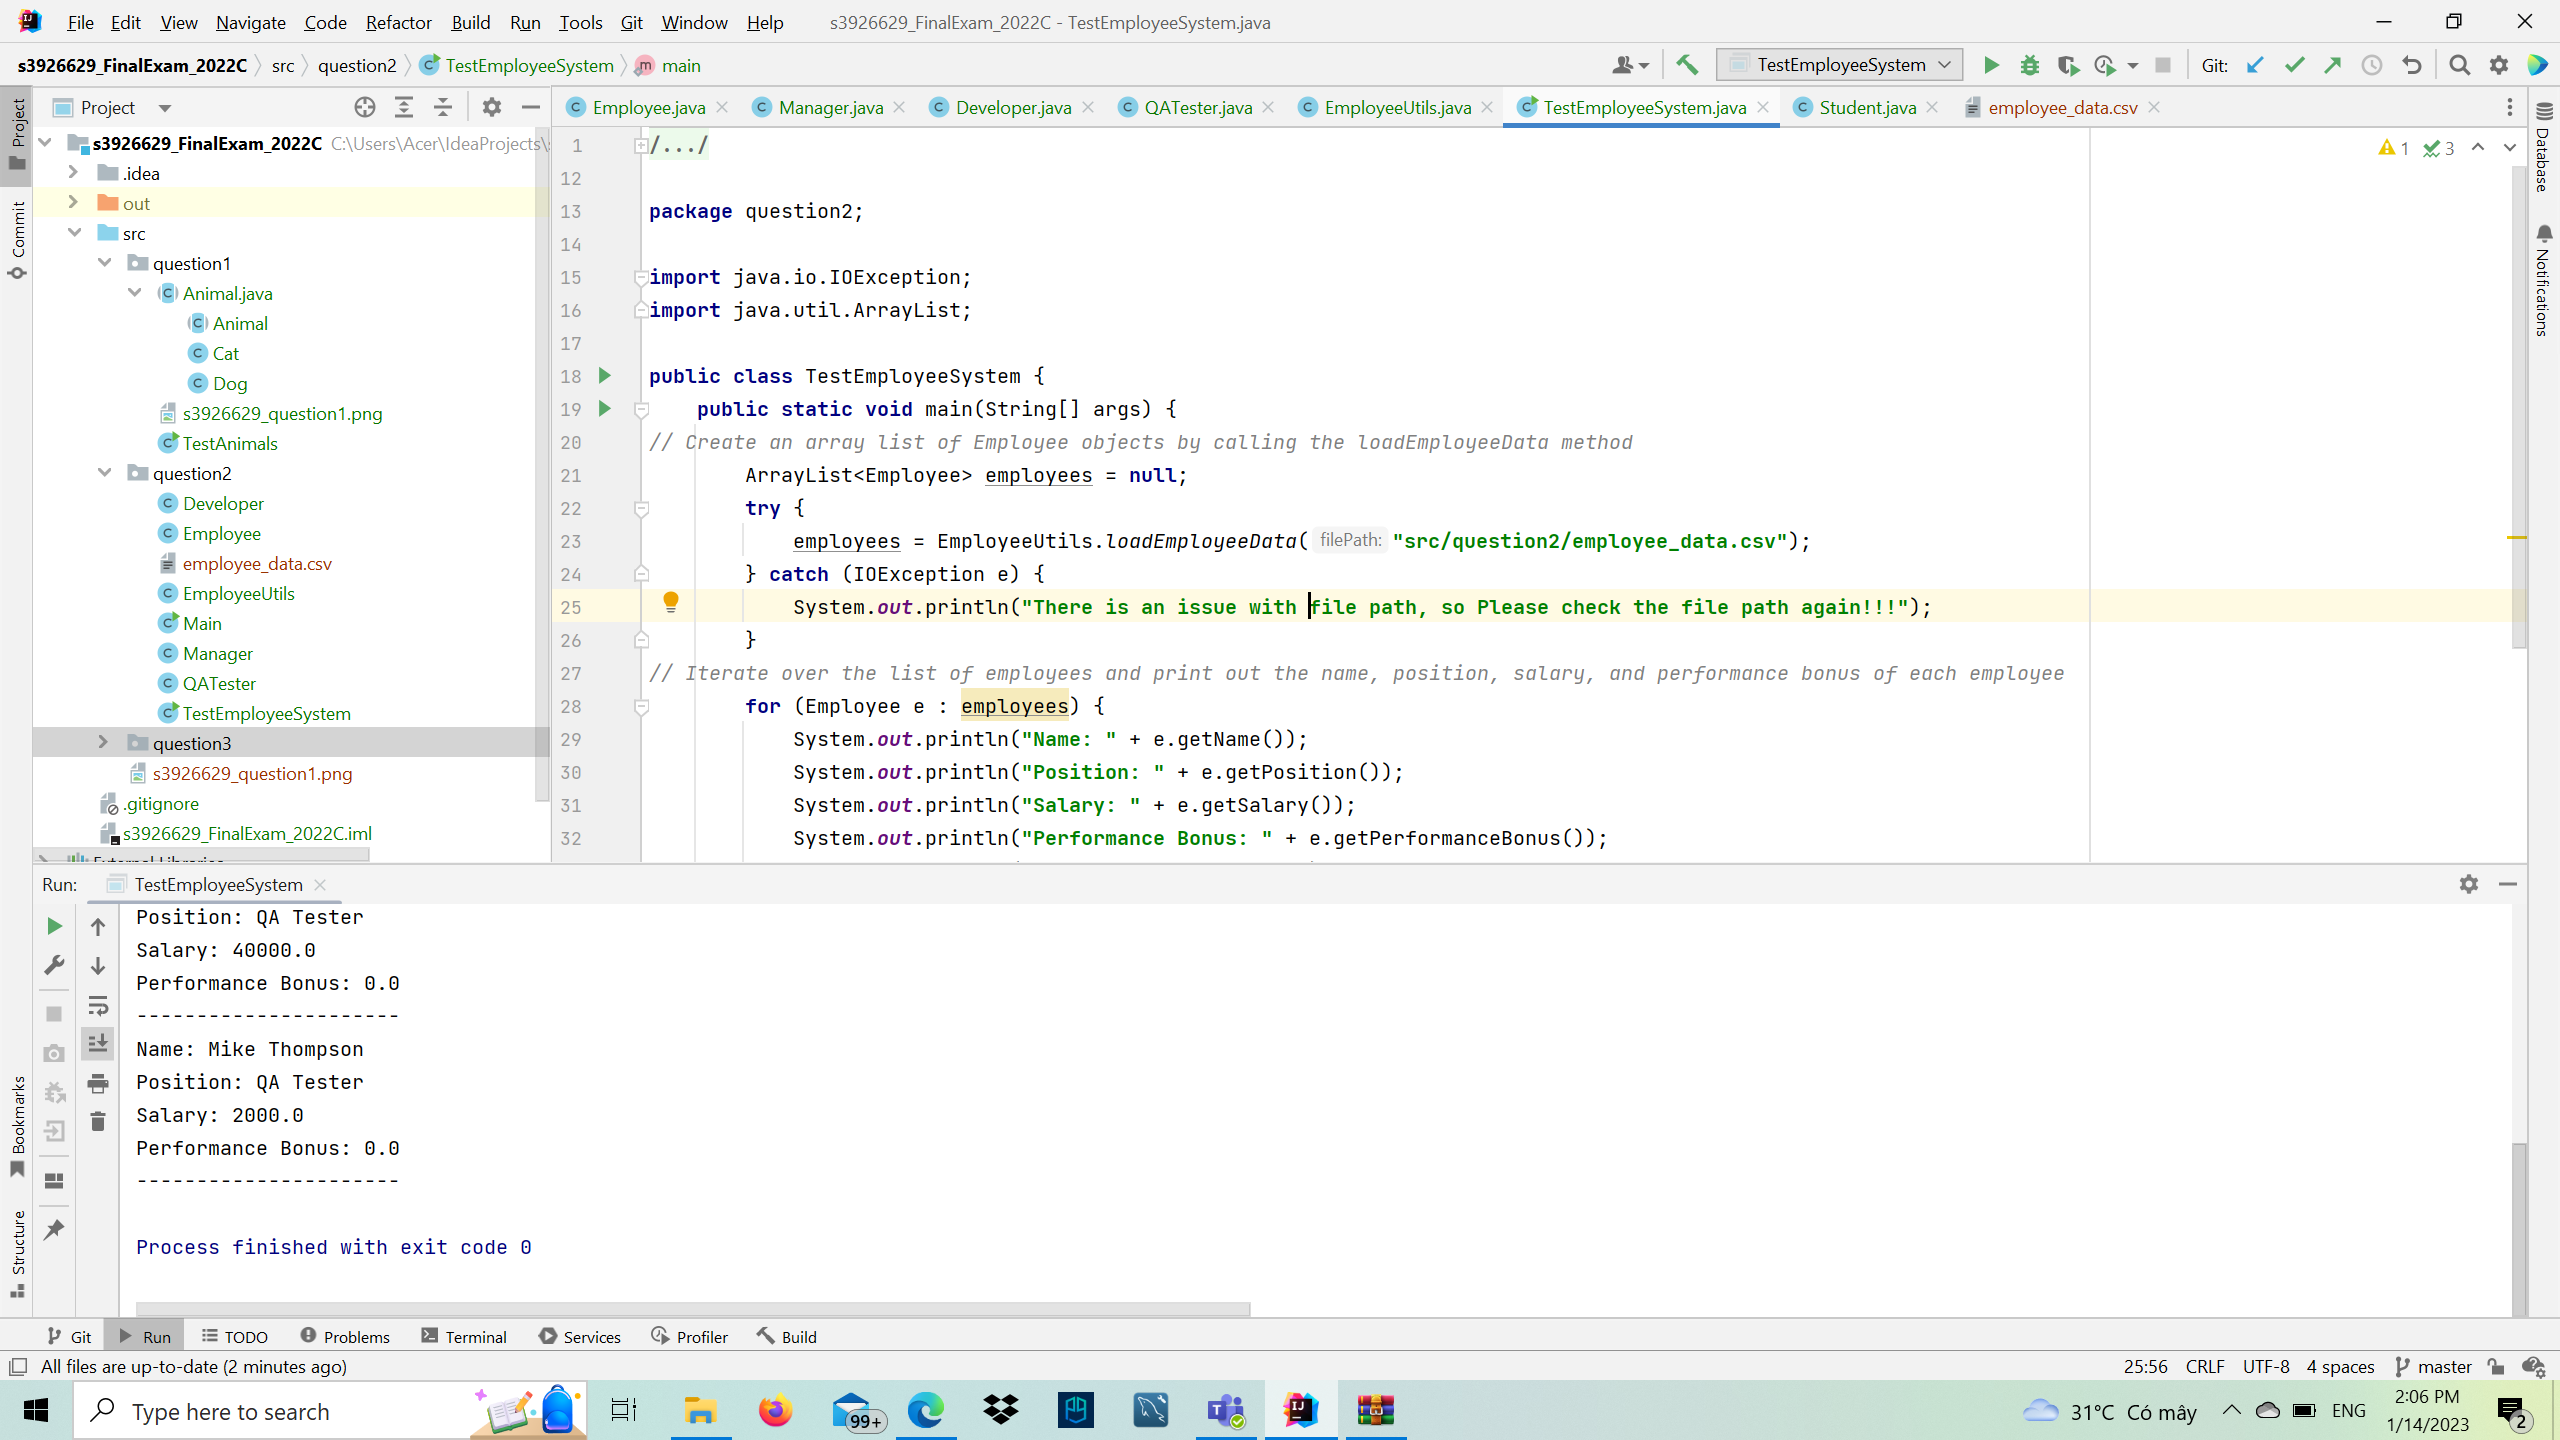 File Edit View Navigate Code Refactor Build Run Tools Git Window Help s3926629_FinalExam_2022C - TestEmployeeSystem.java
s3926629_FinalExam_2022C src question2 TestEmployeeSystem m main TestEmployeeSystem Git:
Project Employee.java Manager.java Developer.java QATester.java EmployeeUtils.java TestEmployeeSystem.java Student.java employee_data.csv
Project
Commit
Bookmarks
Structure
Database
Notifications
s3926629_FinalExam_2022C C:\Users\Acer\IdeaProjects\
.idea
out
src
question1
Animal.java
Animal
Cat
Dog
s3926629_question1.png
TestAnimals
question2
Developer
Employee
employee_data.csv
EmployeeUtils
Main
Manager
QATester
TestEmployeeSystem
question3
s3926629_question1.png
.gitignore
s3926629_FinalExam_2022C.iml
External Libraries
1 /.../
1 3
12
13 package question2;
14
15 import java.io.IOException;
16 import java.util.ArrayList;
17
18 public class TestEmployeeSystem {
19 public static void main(String[] args) {
20 // Create an array list of Employee objects by calling the loadEmployeeData method
21 ArrayList<Employee> employees = null;
22 try {
23 employees = EmployeeUtils.loadEmployeeData( filePath: "src/question2/employee_data.csv");
24 } catch (IOException e) {
25 System.out.println("There is an issue with file path, so Please check the file path again!!!");
26 }
27 // Iterate over the list of employees and print out the name, position, salary, and performance bonus of each employee
28 for (Employee e : employees) {
29 System.out.println("Name: " + e.getName());
30 System.out.println("Position: " + e.getPosition());
31 System.out.println("Salary: " + e.getSalary());
32 System.out.println("Performance Bonus: " + e.getPerformanceBonus());
Run: TestEmployeeSystem
Position: QA Tester
Salary: 40000.0
Performance Bonus: 0.0
----------------------
Name: Mike Thompson
Position: QA Tester
Salary: 2000.0
Performance Bonus: 0.0
----------------------
Process finished with exit code 0
Git Run TODO Problems Terminal Services Profiler Build
All files are up-to-date (2 minutes ago) 25:56 CRLF UTF-8 4 spaces master
Type here to search 99+ 31°C Có mây ENG 2:06 PM
1/14/2023 2